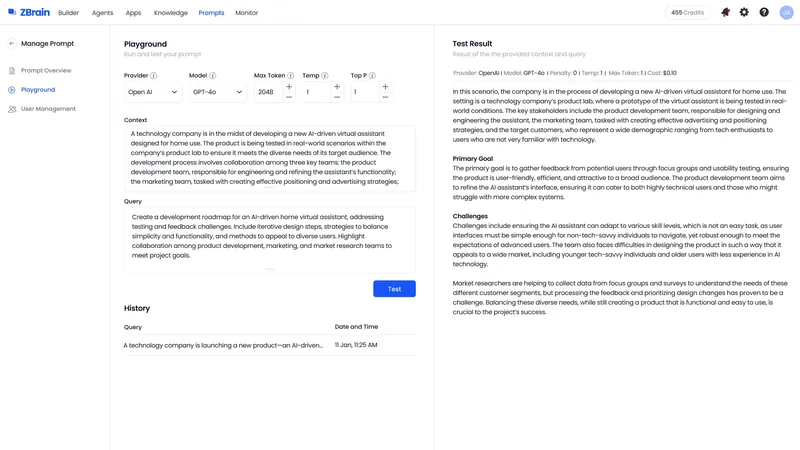 ZBrain Builder Agents Apps Knowledge Prompts Monitor 455 Credits JA
Manage Prompt
Prompt Overview
Playground
User Management
Playground
Run and test your prompt
Provider Model Max Token Temp Top P
Open AI GPT-4o 2048 1 1
Context
A technology company is in the midst of developing a new AI-driven virtual assistant
designed for home use. The product is being tested in real-world scenarios within the
company's product lab to ensure it meets the diverse needs of its target audience. The
development process involves collaboration among three key teams: the product
development team, responsible for engineering and refining the assistant's functionality;
the marketing team, tasked with creating effective positioning and advertising strategies;
Query
Create a development roadmap for an AI-driven home virtual assistant, addressing
testing and feedback challenges. Include iterative design steps, strategies to balance
simplicity and functionality, and methods to appeal to diverse users. Highlight
collaboration among product development, marketing, and market research teams to
meet project goals.
Test
History
Query Date and Time
A technology company is launching a new product—an AI-driven... 11 Jan, 11:25 AM
Test Result
Result of the the provided context and query
Provider: OpenAI | Model: GPT-4o | Penalty: 0 | Temp: 1 | Max Token: 1 | Cost: $0.10
In this scenario, the company is in the process of developing a new AI-driven virtual assistant for home use. The
setting is a technology company's product lab, where a prototype of the virtual assistant is being tested in real-
world conditions. The key stakeholders include the product development team, responsible for designing and
engineering the assistant, the marketing team, tasked with creating effective advertising and positioning
strategies, and the target customers, who represent a wide demographic ranging from tech enthusiasts to
users who are not very familiar with technology.
Primary Goal
The primary goal is to gather feedback from potential users through focus groups and usability testing, ensuring
the product is user-friendly, efficient, and attractive to a broad audience. The product development team aims
to refine the AI assistant's interface, ensuring it can cater to both highly technical users and those who might
struggle with more complex systems.
Challenges
Challenges include ensuring the AI assistant can adapt to various skill levels, which is not an easy task, as user
interfaces must be simple enough for non-tech-savvy individuals to navigate, yet robust enough to meet the
expectations of advanced users. The team also faces difficulties in designing the product in such a way that it
appeals to a wide market, including younger tech-savvy individuals and older users with less experience in AI
technology.
Market researchers are helping to collect data from focus groups and surveys to understand the needs of these
different customer segments, but processing the feedback and prioritizing design changes has proven to be a
challenge. Balancing these diverse needs, while still creating a product that is functional and easy to use, is
crucial to the project's success.